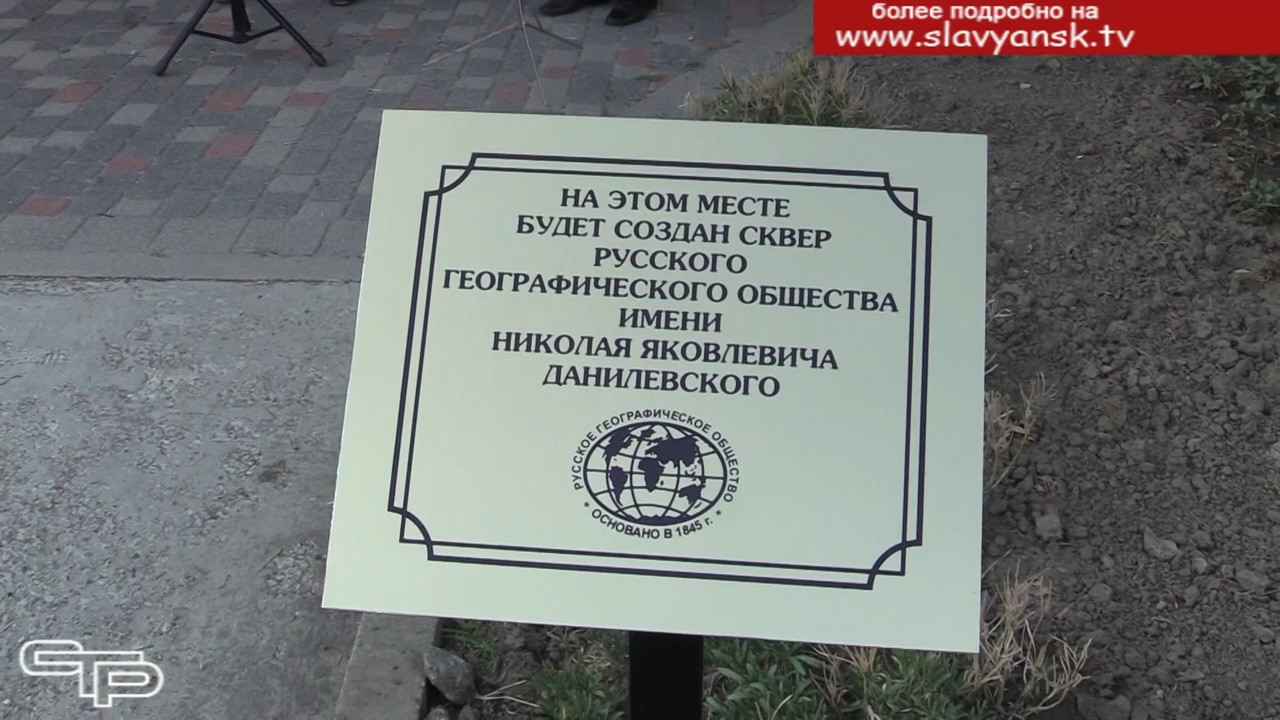 более подробно на
www.slavyansk.tv
НА ЭТОМ МЕСТЕ
БУДЕТ СОЗДАН СКВЕР
РУССКОГО
ГЕОГРАФИЧЕСКОГО ОБЩЕСТВА
ИМЕНИ
НИКОЛАЯ ЯКОВЛЕВИЧА
ДАНИЛЕВСКОГО
РУССКОЕ ГЕОГРАФИЧЕСКОЕ ОБЩЕСТВО
* ОСНОВАНО В 1845 г. *
СТР